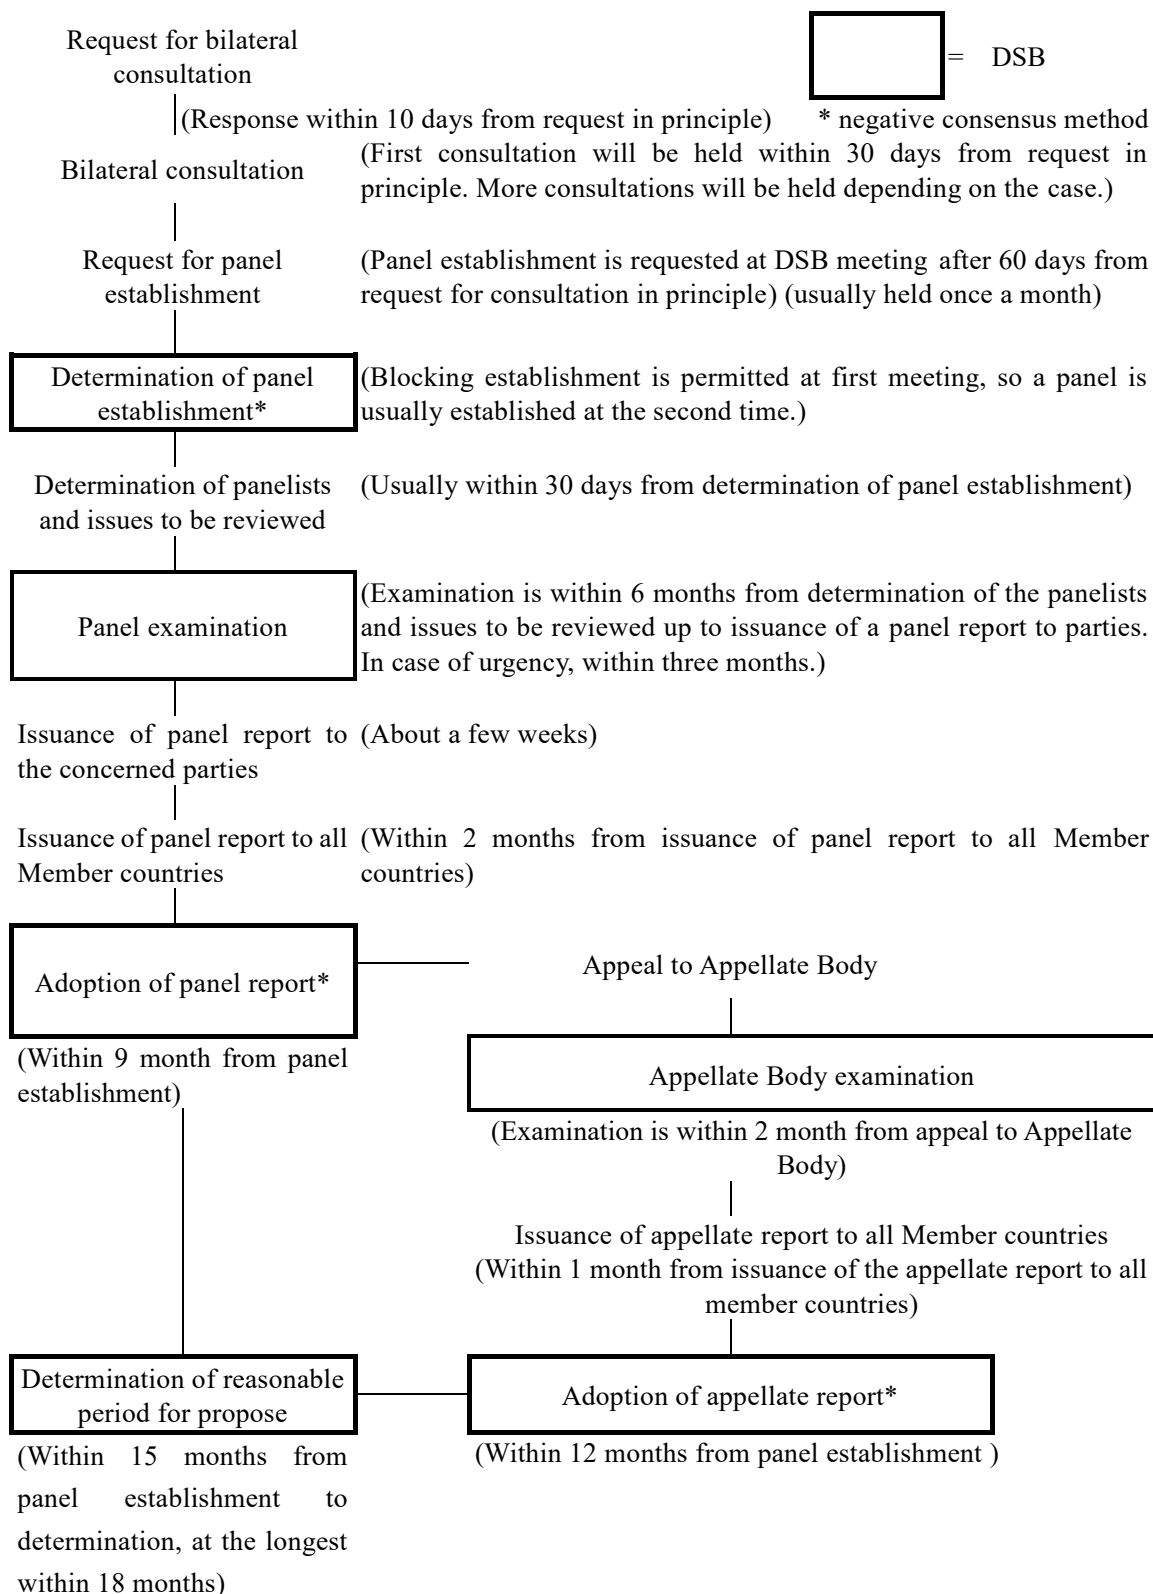 Request for bilateral
consultation
= DSB
(Response within 10 days from request in principle)
* negative consensus method
Bilateral consultation
(First consultation will be held within 30 days from request in
principle. More consultations will be held depending on the case.)
Request for panel
establishment
(Panel establishment is requested at DSB meeting after 60 days from
request for consultation in principle) (usually held once a month)
Determination of panel
establishment*
(Blocking establishment is permitted at first meeting, so a panel is
usually established at the second time.)
Determination of panelists
and issues to be reviewed
(Usually within 30 days from determination of panel establishment)
Panel examination
(Examination is within 6 months from determination of the panelists
and issues to be reviewed up to issuance of a panel report to parties.
In case of urgency, within three months.)
Issuance of panel report to
the concerned parties
(About a few weeks)
Issuance of panel report to all
Member countries
(Within 2 months from issuance of panel report to all Member
countries)
Adoption of panel report*
(Within 9 month from panel
establishment)
Appeal to Appellate Body
Appellate Body examination
(Examination is within 2 month from appeal to Appellate
Body)
Issuance of appellate report to all Member countries
(Within 1 month from issuance of the appellate report to all
member countries)
Determination of reasonable
period for propose
(Within 15 months from
panel establishment to
determination, at the longest
within 18 months)
Adoption of appellate report*
(Within 12 months from panel establishment )